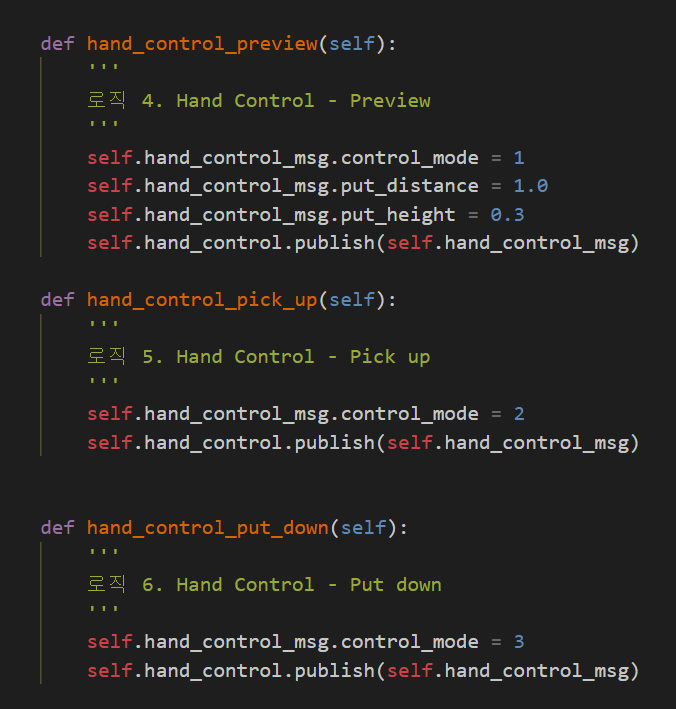 def hand_control_preview(self):
    '''
    로직 4. Hand Control - Preview
    '''
    self.hand_control_msg.control_mode = 1
    self.hand_control_msg.put_distance = 1.0
    self.hand_control_msg.put_height = 0.3
    self.hand_control.publish(self.hand_control_msg)
def hand_control_pick_up(self):
    '''
    로직 5. Hand Control - Pick up
    '''
    self.hand_control_msg.control_mode = 2
    self.hand_control.publish(self.hand_control_msg)
def hand_control_put_down(self):
    '''
    로직 6. Hand Control - Put down
    '''
    self.hand_control_msg.control_mode = 3
    self.hand_control.publish(self.hand_control_msg)